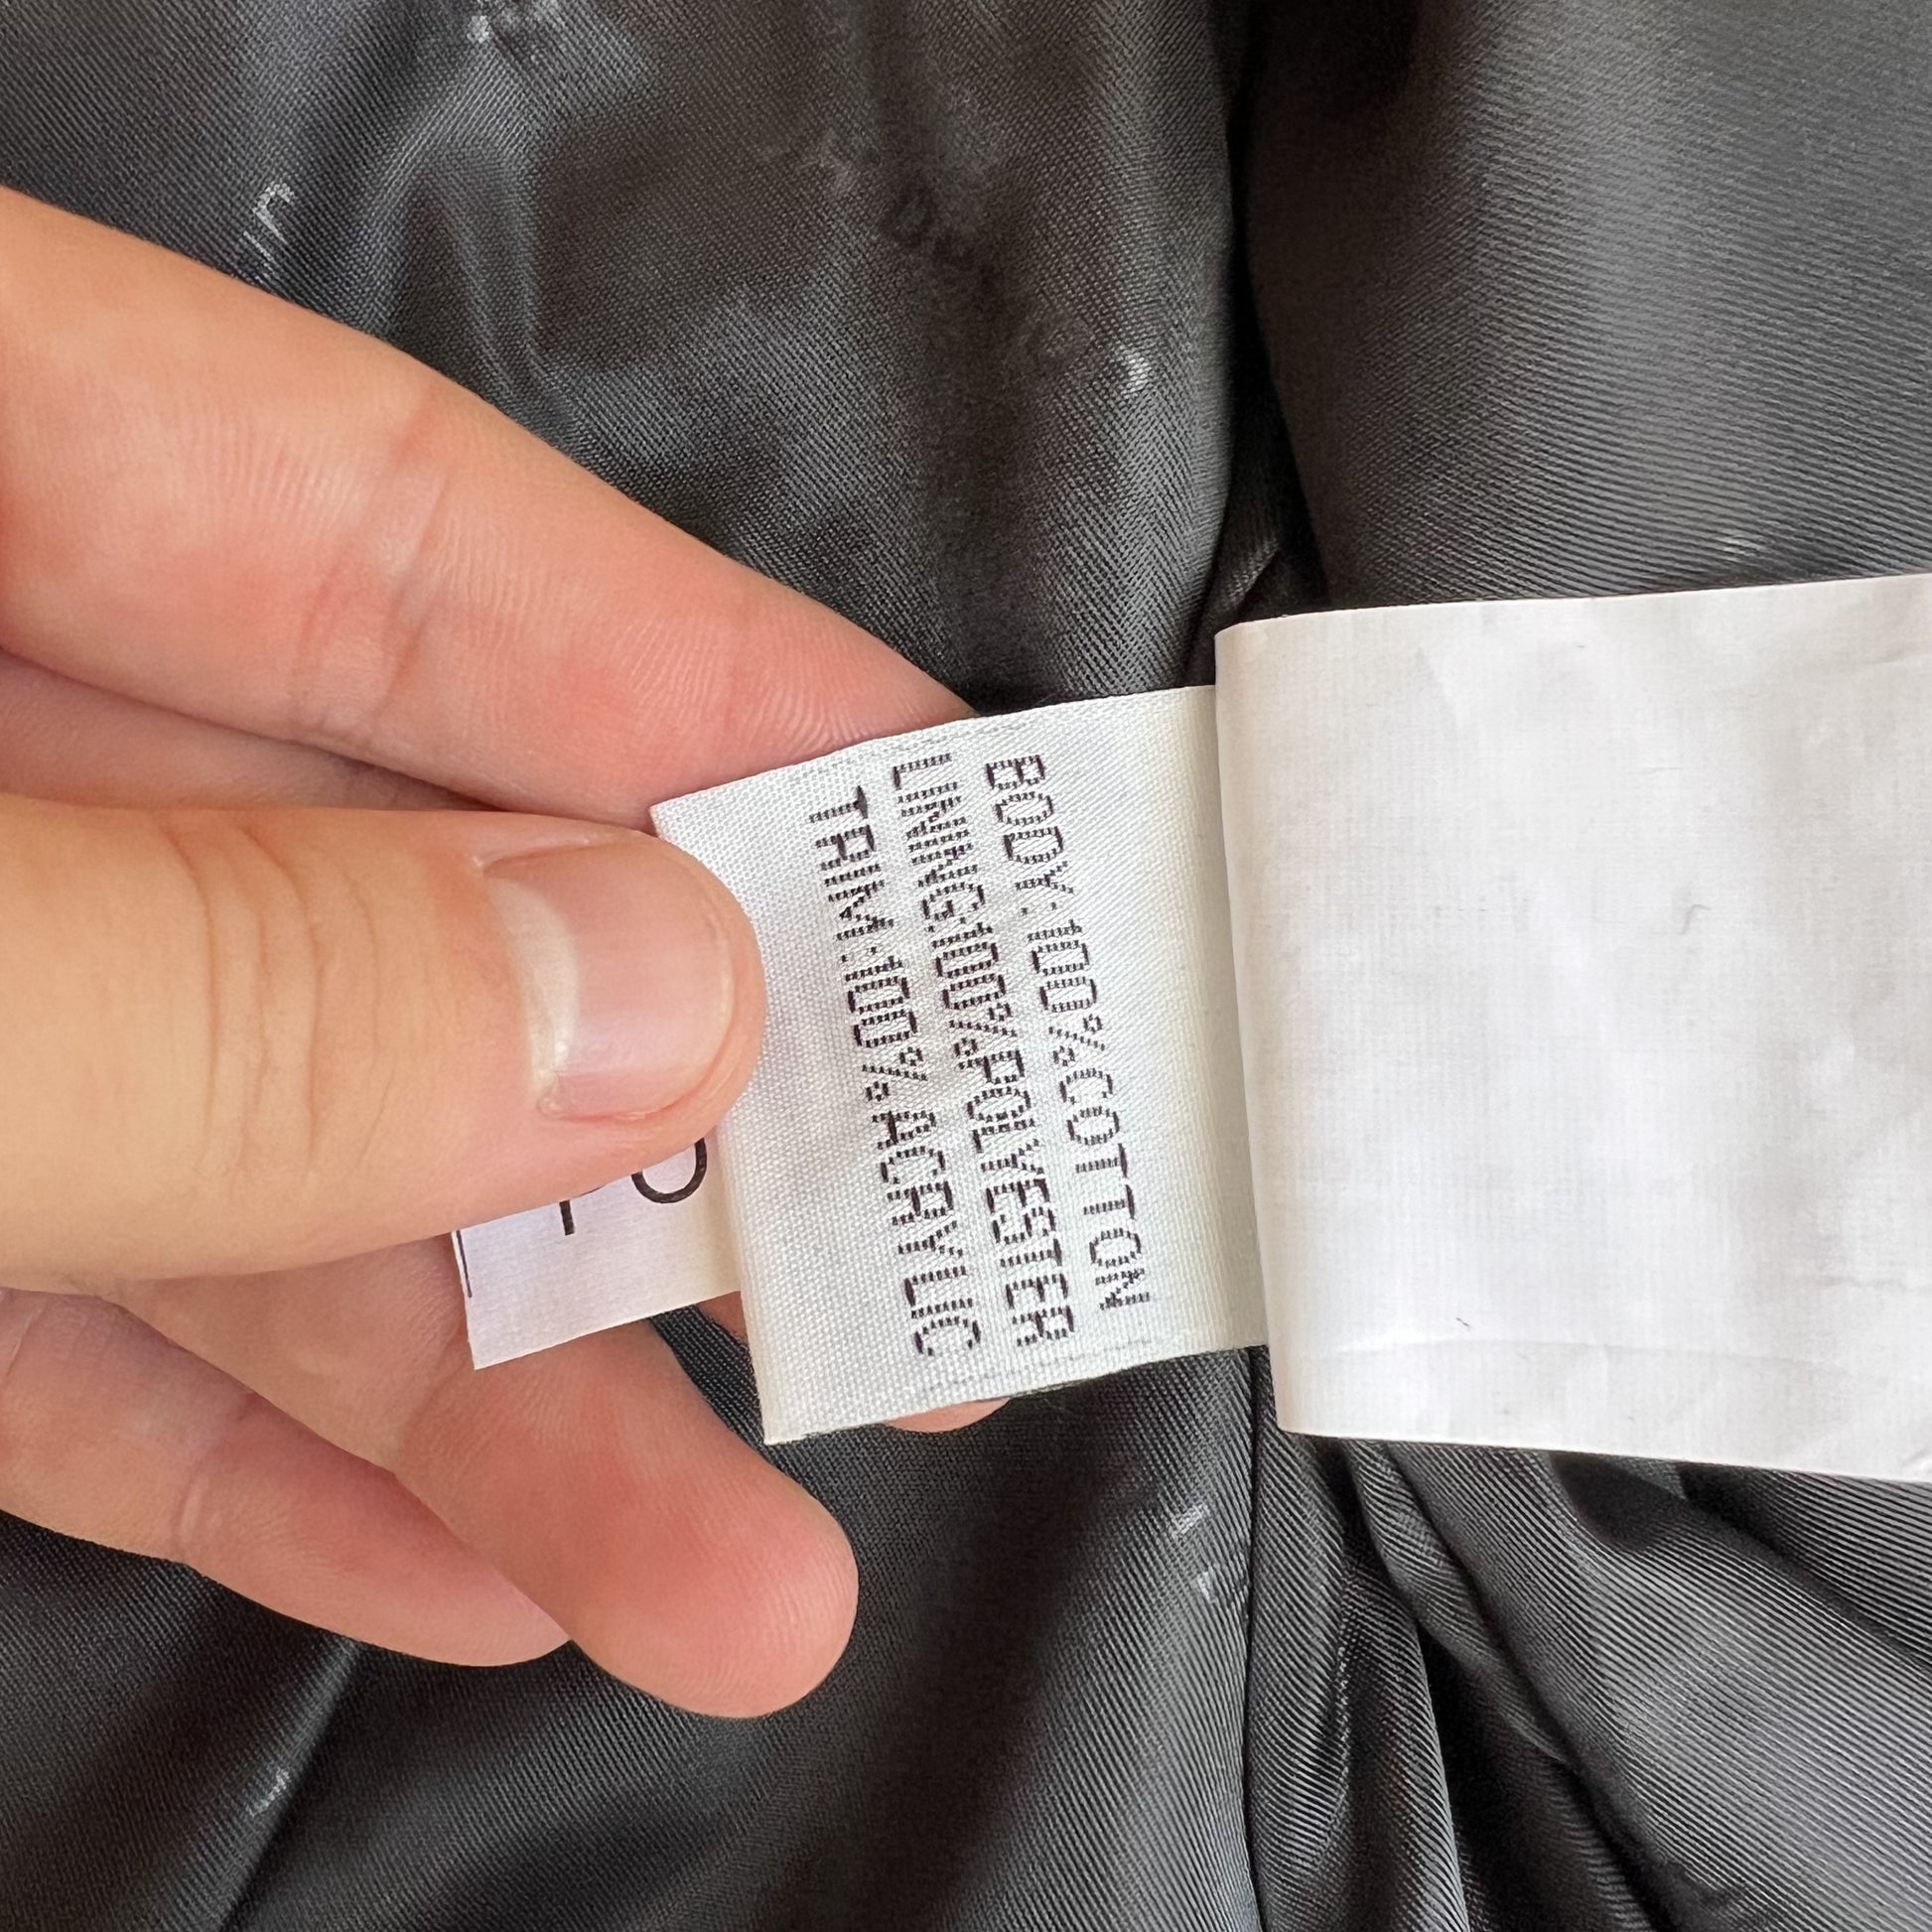 BODY:100%COTTON
LINING:100%POLYESTER
TRIM:100%ACRYLIC